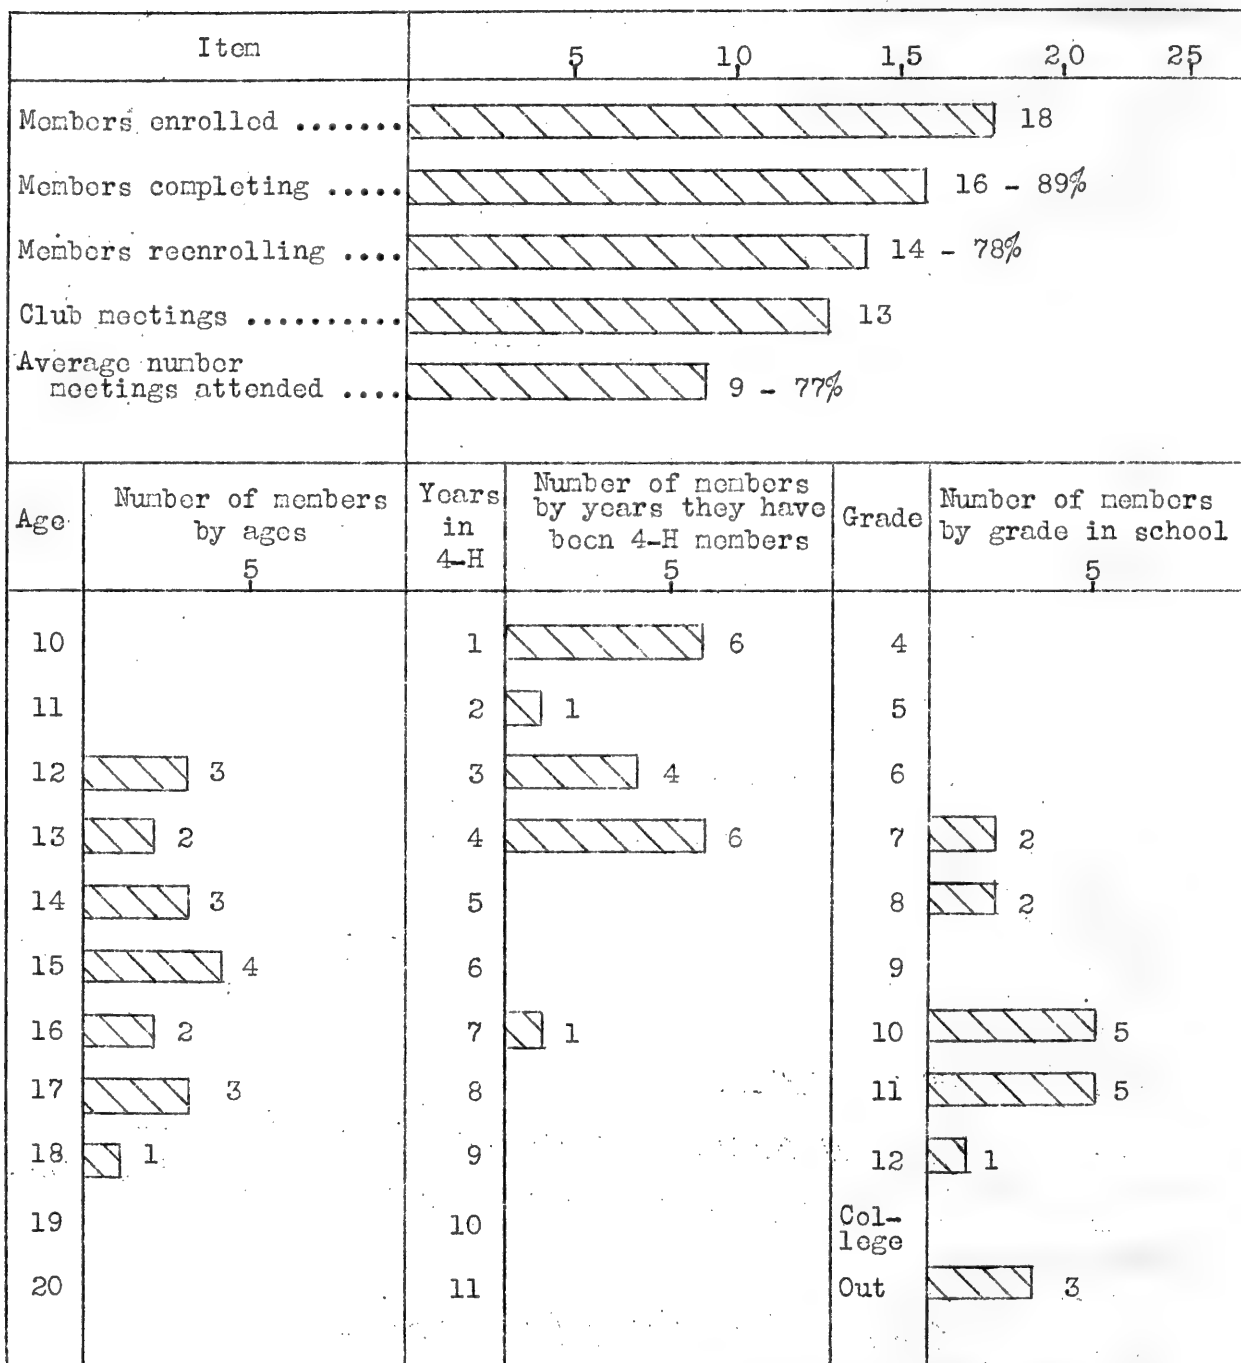 Item 5 10 15 20 25
Members enrolled ....... 18
Members completing ..... 16 - 89%
Members reenrolling .... 14 - 78%
Club meetings .......... 13
Average number
meetings attended .... 9 - 77%
Age Number of members by ages 5
Years in 4-H Number of members by years they have been 4-H members 5
Grade Number of members by grade in school 5
10 1 6 4
11 2 1 5
12 3 3 4 6
13 2 4 6 7 2
14 3 5 8 2
15 4 6 9
16 2 7 1 10 5
17 3 8 11 5
18 1 9 12 1
19 10 Col-
lege
20 11 Out 3